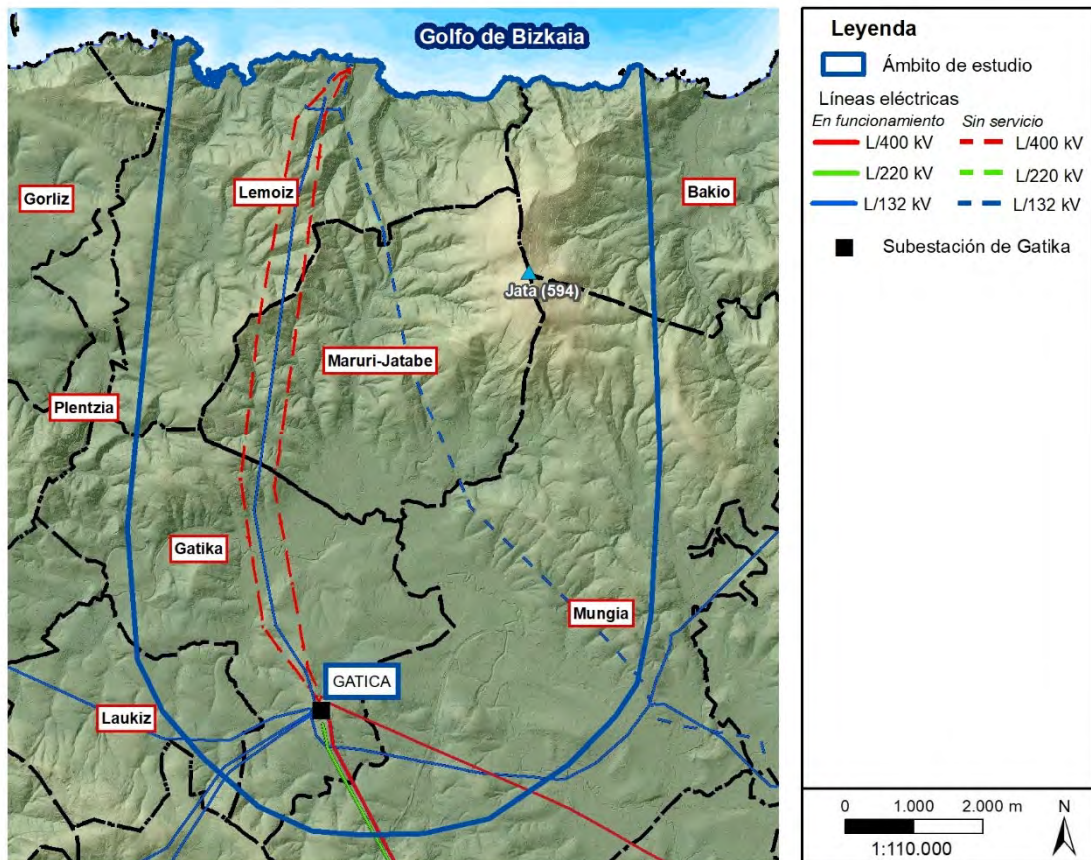 Golfo de Bizkaia
Lemoiz
Gorliz
Bakio
Jata (594)
Maruri-Jatabe
Plentzia
Gatika
Mungia
GATICA
Laukiz
Leyenda
Ámbito de estudio
Líneas eléctricas
En funcionamiento Sin servicio
L/400 kV L/400 kV
L/220 kV L/220 kV
L/132 kV L/132 kV
Subestación de Gatika
0 1.000 2.000 m N
1:110.000